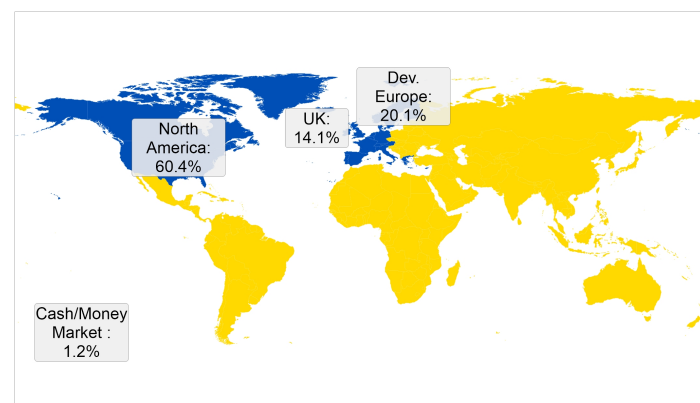 Dev.
Europe:
20.1%
UK:
14.1%
North
America:
60.4%
Cash/Money
Market :
1.2%